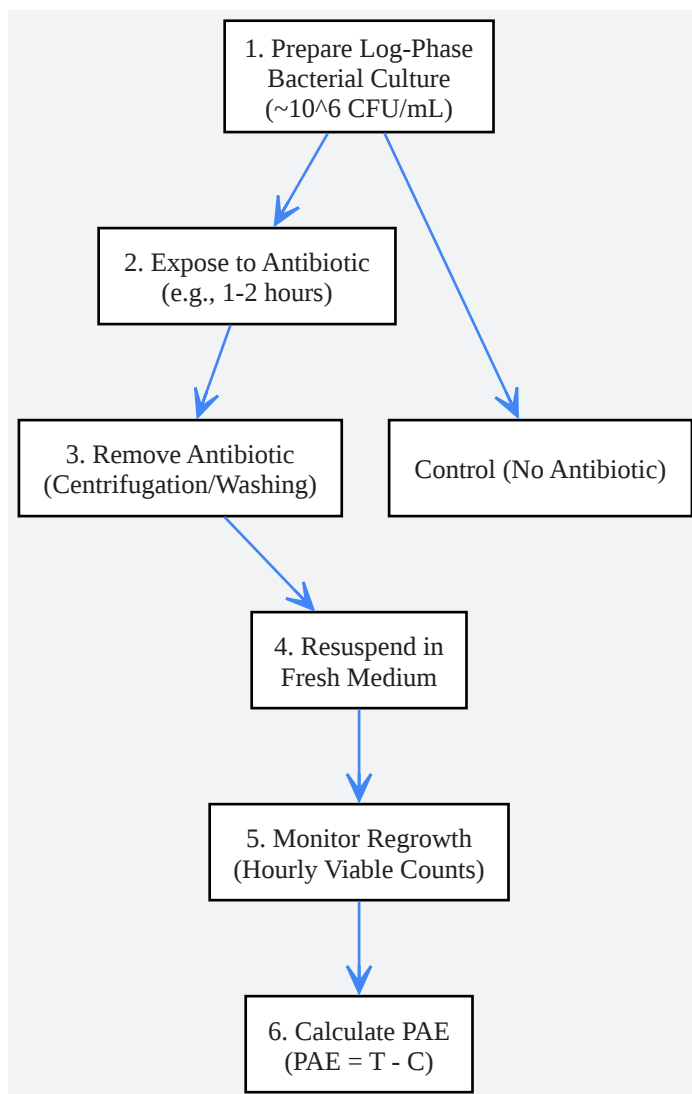 1. Prepare Log-Phase
Bacterial Culture
(~10^6 CFU/mL)
2. Expose to Antibiotic
(e.g., 1-2 hours)
3. Remove Antibiotic
(Centrifugation/Washing)
Control (No Antibiotic)
4. Resuspend in
Fresh Medium
5. Monitor Regrowth
(Hourly Viable Counts)
6. Calculate PAE
(PAE = T - C)